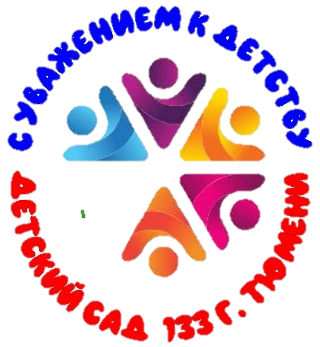 С УВАЖЕНИЕМ К ДЕТСТВУ
ДЕТСКИЙ САД 133 Г. ТЮМЕНИ